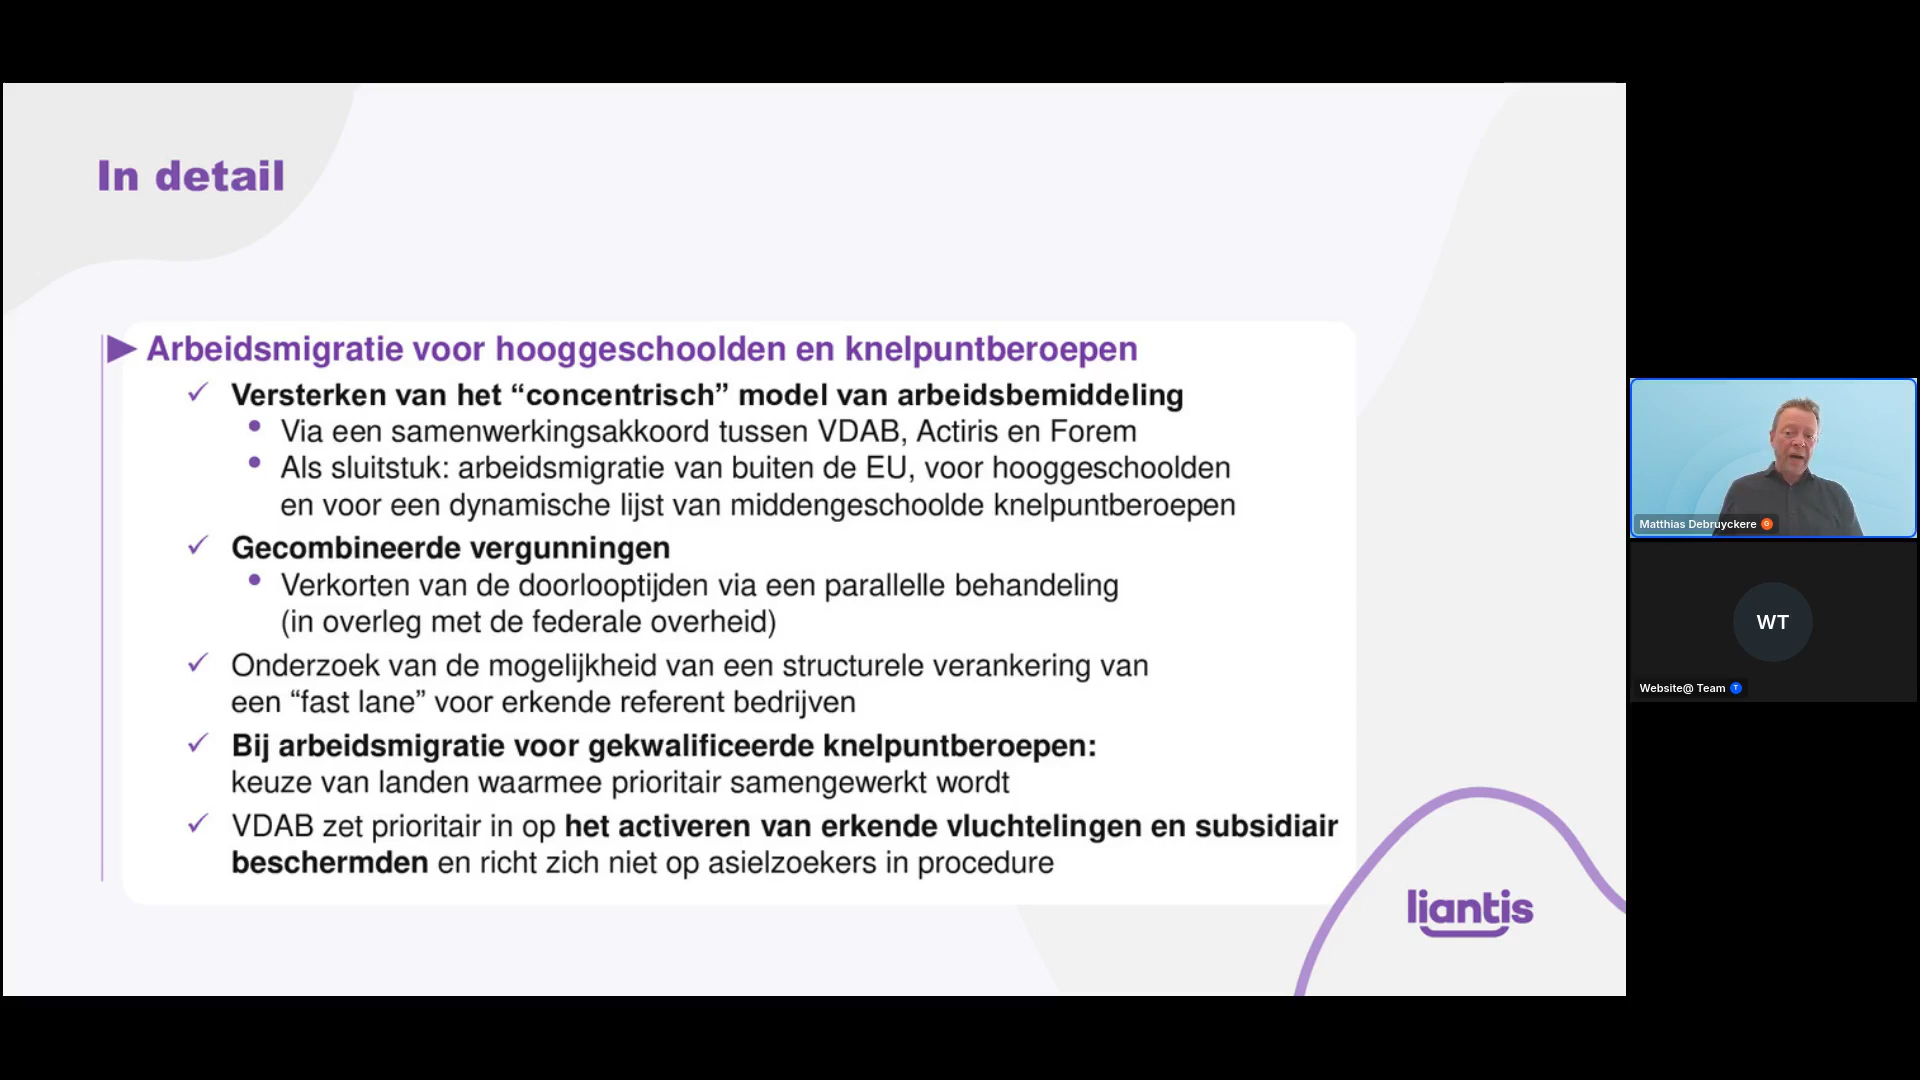 In detail
Arbeidsmigratie voor hooggeschoolden en knelpuntberoepen
Versterken van het “concentrisch” model van arbeidsbemiddeling
Via een samenwerkingsakkoord tussen VDAB, Actiris en Forem
Als sluitstuk: arbeidsmigratie van buiten de EU, voor hooggeschoolden
en voor een dynamische lijst van middengeschoolde knelpuntberoepen
Gecombineerde vergunningen
Verkorten van de doorlooptijden via een parallelle behandeling
(in overleg met de federale overheid)
Onderzoek van de mogelijkheid van een structurele verankering van
een “fast lane” voor erkende referent bedrijven
Bij arbeidsmigratie voor gekwalificeerde knelpuntberoepen:
keuze van landen waarmee prioritair samengewerkt wordt
VDAB zet prioritair in op het activeren van erkende vluchtelingen en subsidiair
beschermden en richt zich niet op asielzoekers in procedure
liantis
Matthias Debruyckere G
WT
Website@ Team T